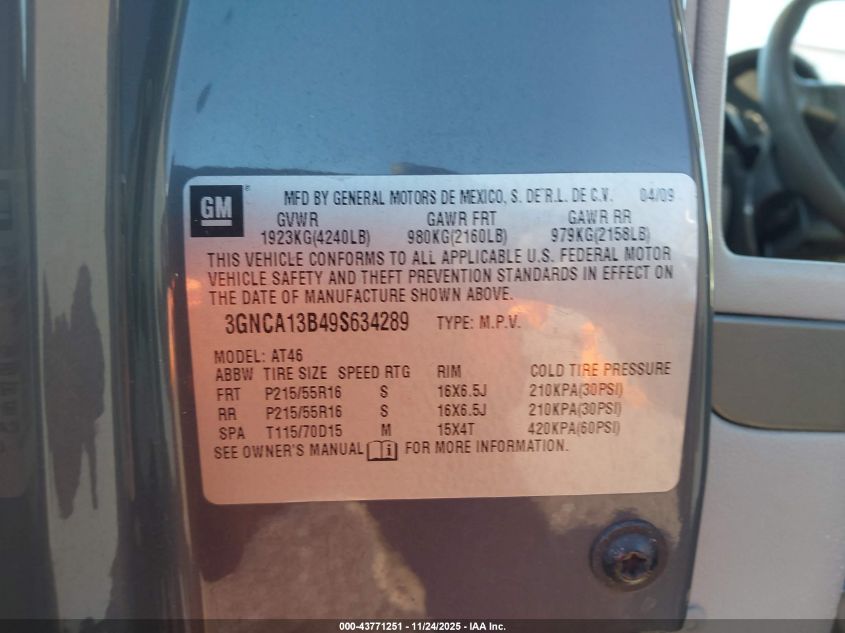 GM ® MFD BY GENERAL MOTORS DE MEXICO, S. DE R.L. DE C.V. 04/09
GVWR GAWR FRT GAWR RR
1923KG(4240LB) 980KG(2160LB) 979KG(2158LB)
THIS VEHICLE CONFORMS TO ALL APPLICABLE U.S. FEDERAL MOTOR
VEHICLE SAFETY AND THEFT PREVENTION STANDARDS IN EFFECT ON
THE DATE OF MANUFACTURE SHOWN ABOVE.
3GNCA13B49S634289 TYPE: M.P.V.
MODEL: AT46
ABBW TIRE SIZE SPEED RTG RIM COLD TIRE PRESSURE
FRT P215/55R16 S 16X6.5J 210KPA(30PSI)
RR P215/55R16 S 16X6.5J 210KPA(30PSI)
SPA T115/70D15 M 15X4T 420KPA(60PSI)
SEE OWNER'S MANUAL i FOR MORE INFORMATION.
000-43771251 - 11/24/2025 - IAA Inc.